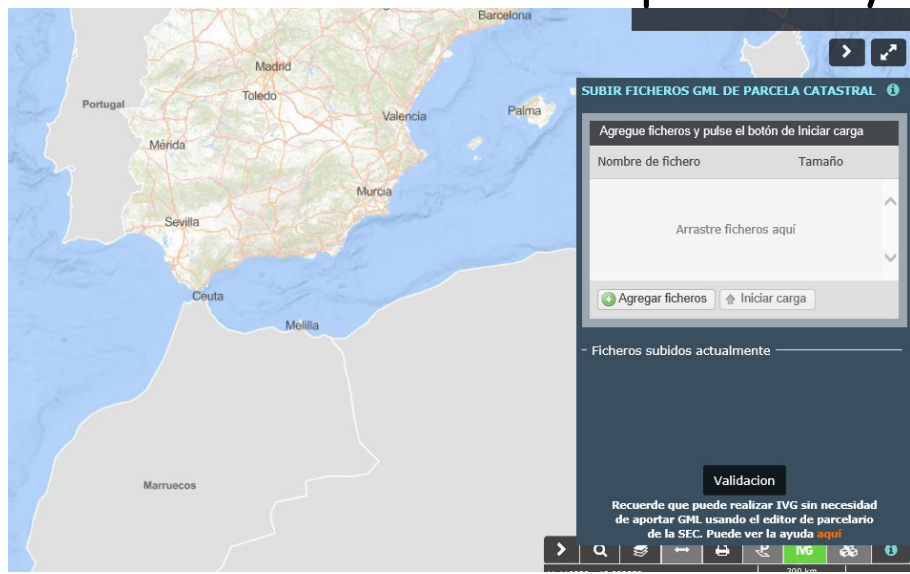 Barcelona
Madrid
Portugal
Toledo
Valencia
Palma
Mérida
Murcia
Sevilla
Ceuta
Melilla
Marruecos
SUBIR FICHEROS GML DE PARCELA CATASTRAL
Agregue ficheros y pulse el botón de Iniciar carga
Nombre de fichero Tamaño
Arrastre ficheros aquí
Agregar ficheros Iniciar carga
Ficheros subidos actualmente
Validacion
Recuerde que puede realizar IVG sin necesidad
de aportar GML usando el editor de parcelario
de la SEC. Puede ver la ayuda aquí
IVG
200 km